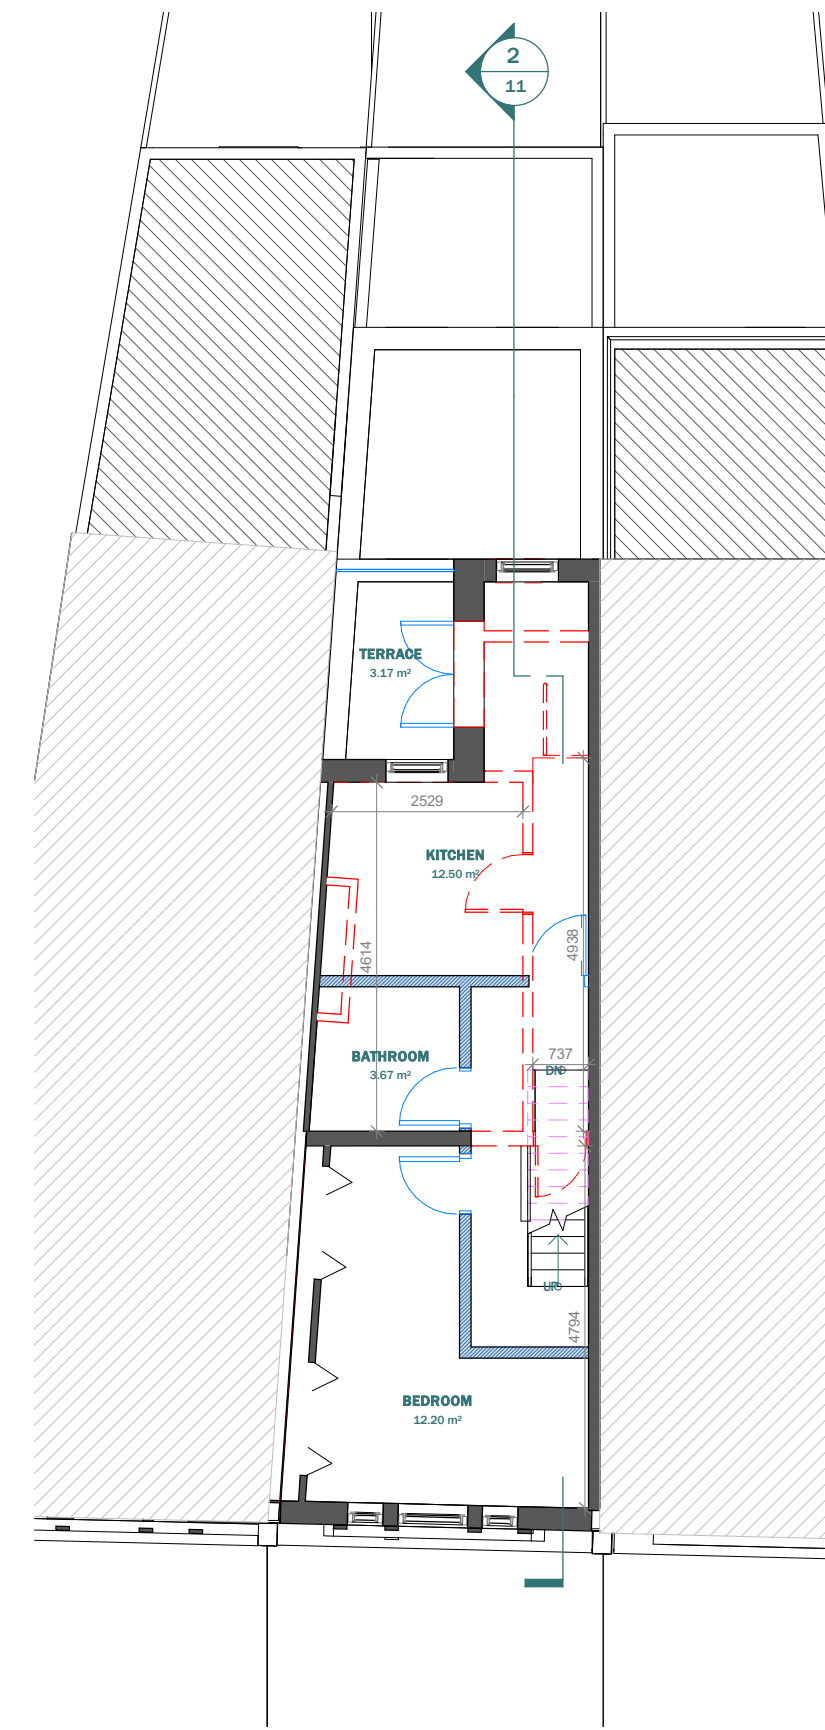 2
11
TERRACE
3.17 m²
2529
KITCHEN
12.50 m²
4614
4938
737
BATHROOM
3.67 m²
DN
UP
4794
BEDROOM
12.20 m²